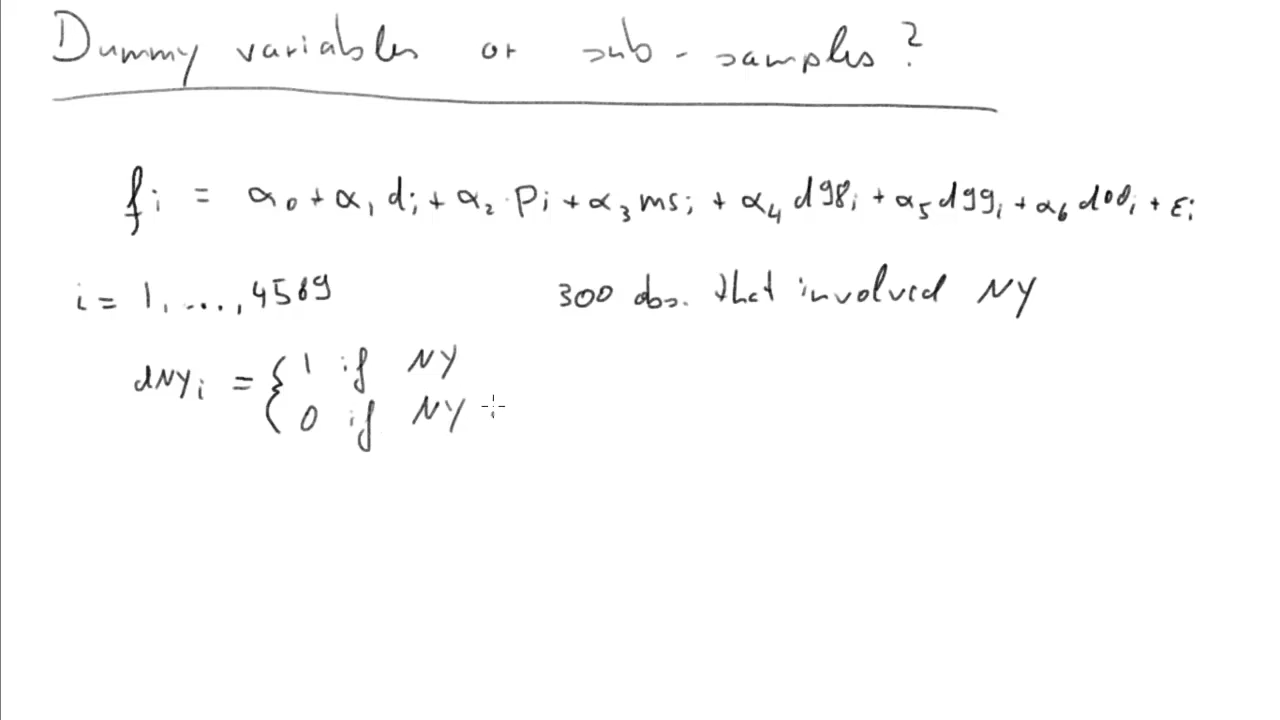 Dummy variables or sub-samples?
fᵢ = α₀ + α₁ dᵢ + α₂ · pᵢ + α₃ msᵢ + α₄ d98ᵢ + α₅ d99ᵢ + α₆ d00ᵢ + εᵢ
i = 1, ..., 4569 300 obs. that involved NY
dNYᵢ = { 1 if NY
0 if NY